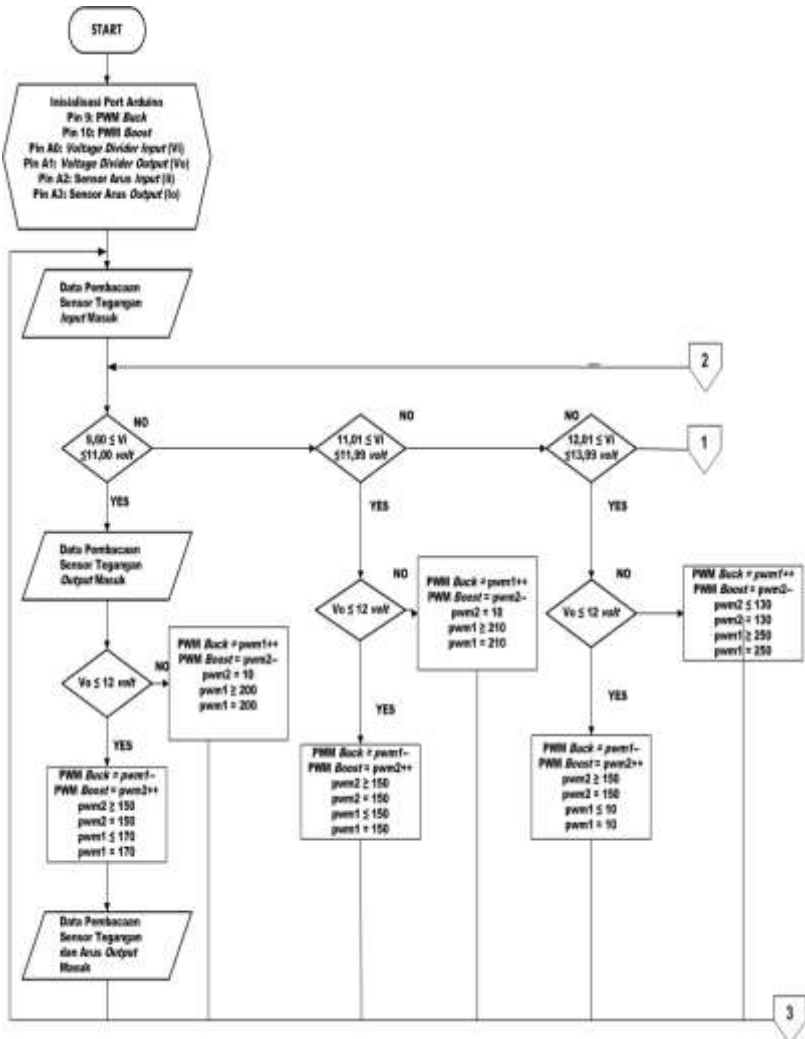 START
Inisialisasi Port Arduino
Pin 9: PWM Buck
Pin 10: PWM Boost
Pin A0: Voltage Divider Input (Vi)
Pin A1: Voltage Divider Output (Vo)
Pin A2: Sensor Arus Input (Ii)
Pin A3: Sensor Arus Output (Io)
Data Pembacaan
Sensor Tegangan
Input Masuk
2
NO
9,60 ≤ Vi
≤11,00 volt
YES
NO
11,01 ≤ Vi
≤11,99 volt
YES
NO
12,01 ≤ Vi
≤13,99 volt
YES
1
Data Pembacaan
Sensor Tegangan
Output Masuk
Vo ≤ 12 volt
NO
YES
PWM Buck = pwm1++
PWM Boost = pwm2--
pwm2 = 10
pwm1 ≥ 200
pwm1 = 200
Vo ≤ 12 volt
NO
YES
PWM Buck = pwm1++
PWM Boost = pwm2--
pwm2 = 10
pwm1 ≥ 210
pwm1 = 210
Vo ≤ 12 volt
NO
YES
PWM Buck = pwm1++
PWM Boost = pwm2--
pwm2 ≤ 130
pwm2 = 130
pwm1 ≥ 250
pwm1 = 250
PWM Buck = pwm1--
PWM Boost = pwm2++
pwm2 ≥ 150
pwm2 = 150
pwm1 ≤ 170
pwm1 = 170
PWM Buck = pwm1--
PWM Boost = pwm2++
pwm2 ≥ 150
pwm2 = 150
pwm1 ≤ 150
pwm1 = 150
PWM Buck = pwm1--
PWM Boost = pwm2++
pwm2 ≥ 150
pwm2 = 150
pwm1 ≤ 10
pwm1 = 10
Data Pembacaan
Sensor Tegangan
dan Arus Output
Masuk
3